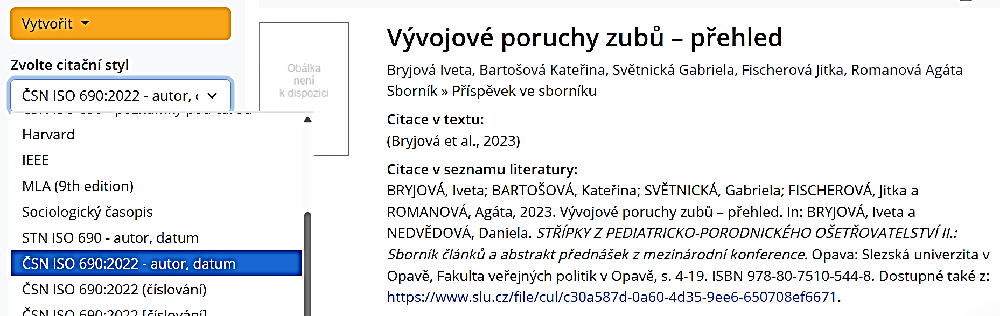 Vytvořit
Zvolte citační styl
ČSN ISO 690:2022 - autor, c
Harvard
IEEE
MLA (9th edition)
Sociologický časopis
STN ISO 690 - autor, datum
ČSN ISO 690:2022 - autor, datum
ČSN ISO 690:2022 (číslování)
ČSN ISO 690:2022 [číslování]
Obálka
není
k dispozici
Vývojové poruchy zubů – přehled
Bryjová Iveta, Bartošová Kateřina, Světnická Gabriela, Fischerová Jitka, Romanová Agáta
Sborník » Příspěvek ve sborníku
Citace v textu:
(Bryjová et al., 2023)
Citace v seznamu literatury:
BRYJOVÁ, Iveta; BARTOŠOVÁ, Kateřina; SVĚTNICKÁ, Gabriela; FISCHEROVÁ, Jitka a
ROMANOVÁ, Agáta, 2023. Vývojové poruchy zubů – přehled. In: BRYJOVÁ, Iveta a
NEDVĚDOVÁ, Daniela. STŘÍPKY Z PEDIATRICKO-PORODNICKÉHO OŠETŘOVATELSTVÍ II.:
Sborník článků a abstrakt přednášek z mezinárodní konference. Opava: Slezská univerzita v
Opavě, Fakulta veřejných politik v Opavě, s. 4-19. ISBN 978-80-7510-544-8. Dostupné také z:
https://www.slu.cz/file/cul/c30a587d-0a60-4d35-9ee6-650708ef6671.